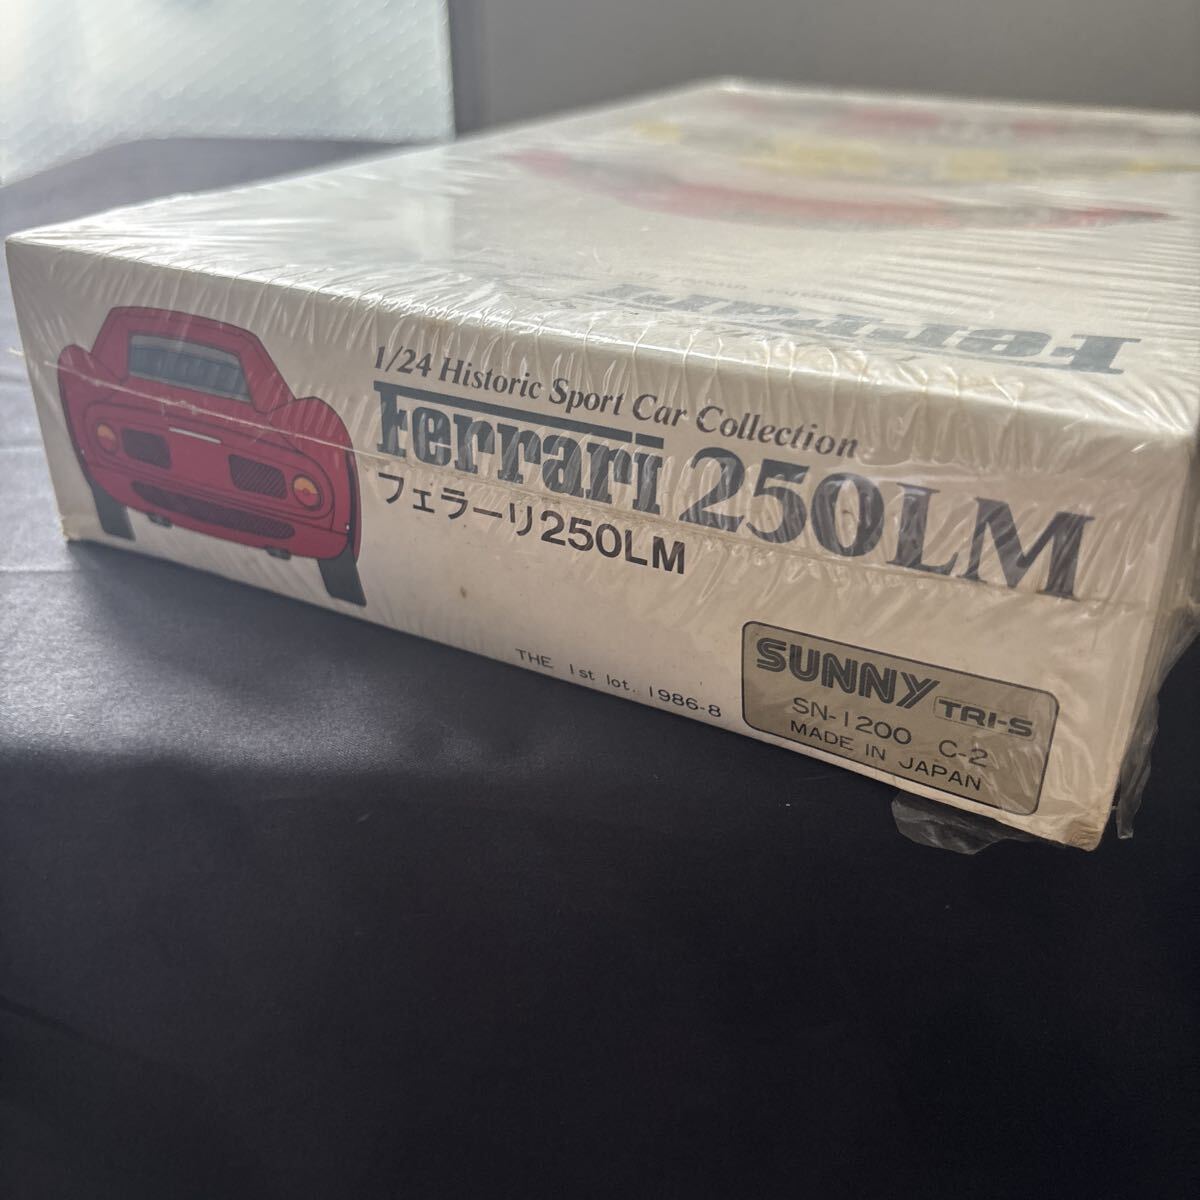 Ferrari
1/24 Historic Sport Car Collection
Ferrari 250LM
フェラーリ250LM
THE 1st lot. 1986-8
SUNNY TRI-S
SN-1200 C-2
MADE IN JAPAN